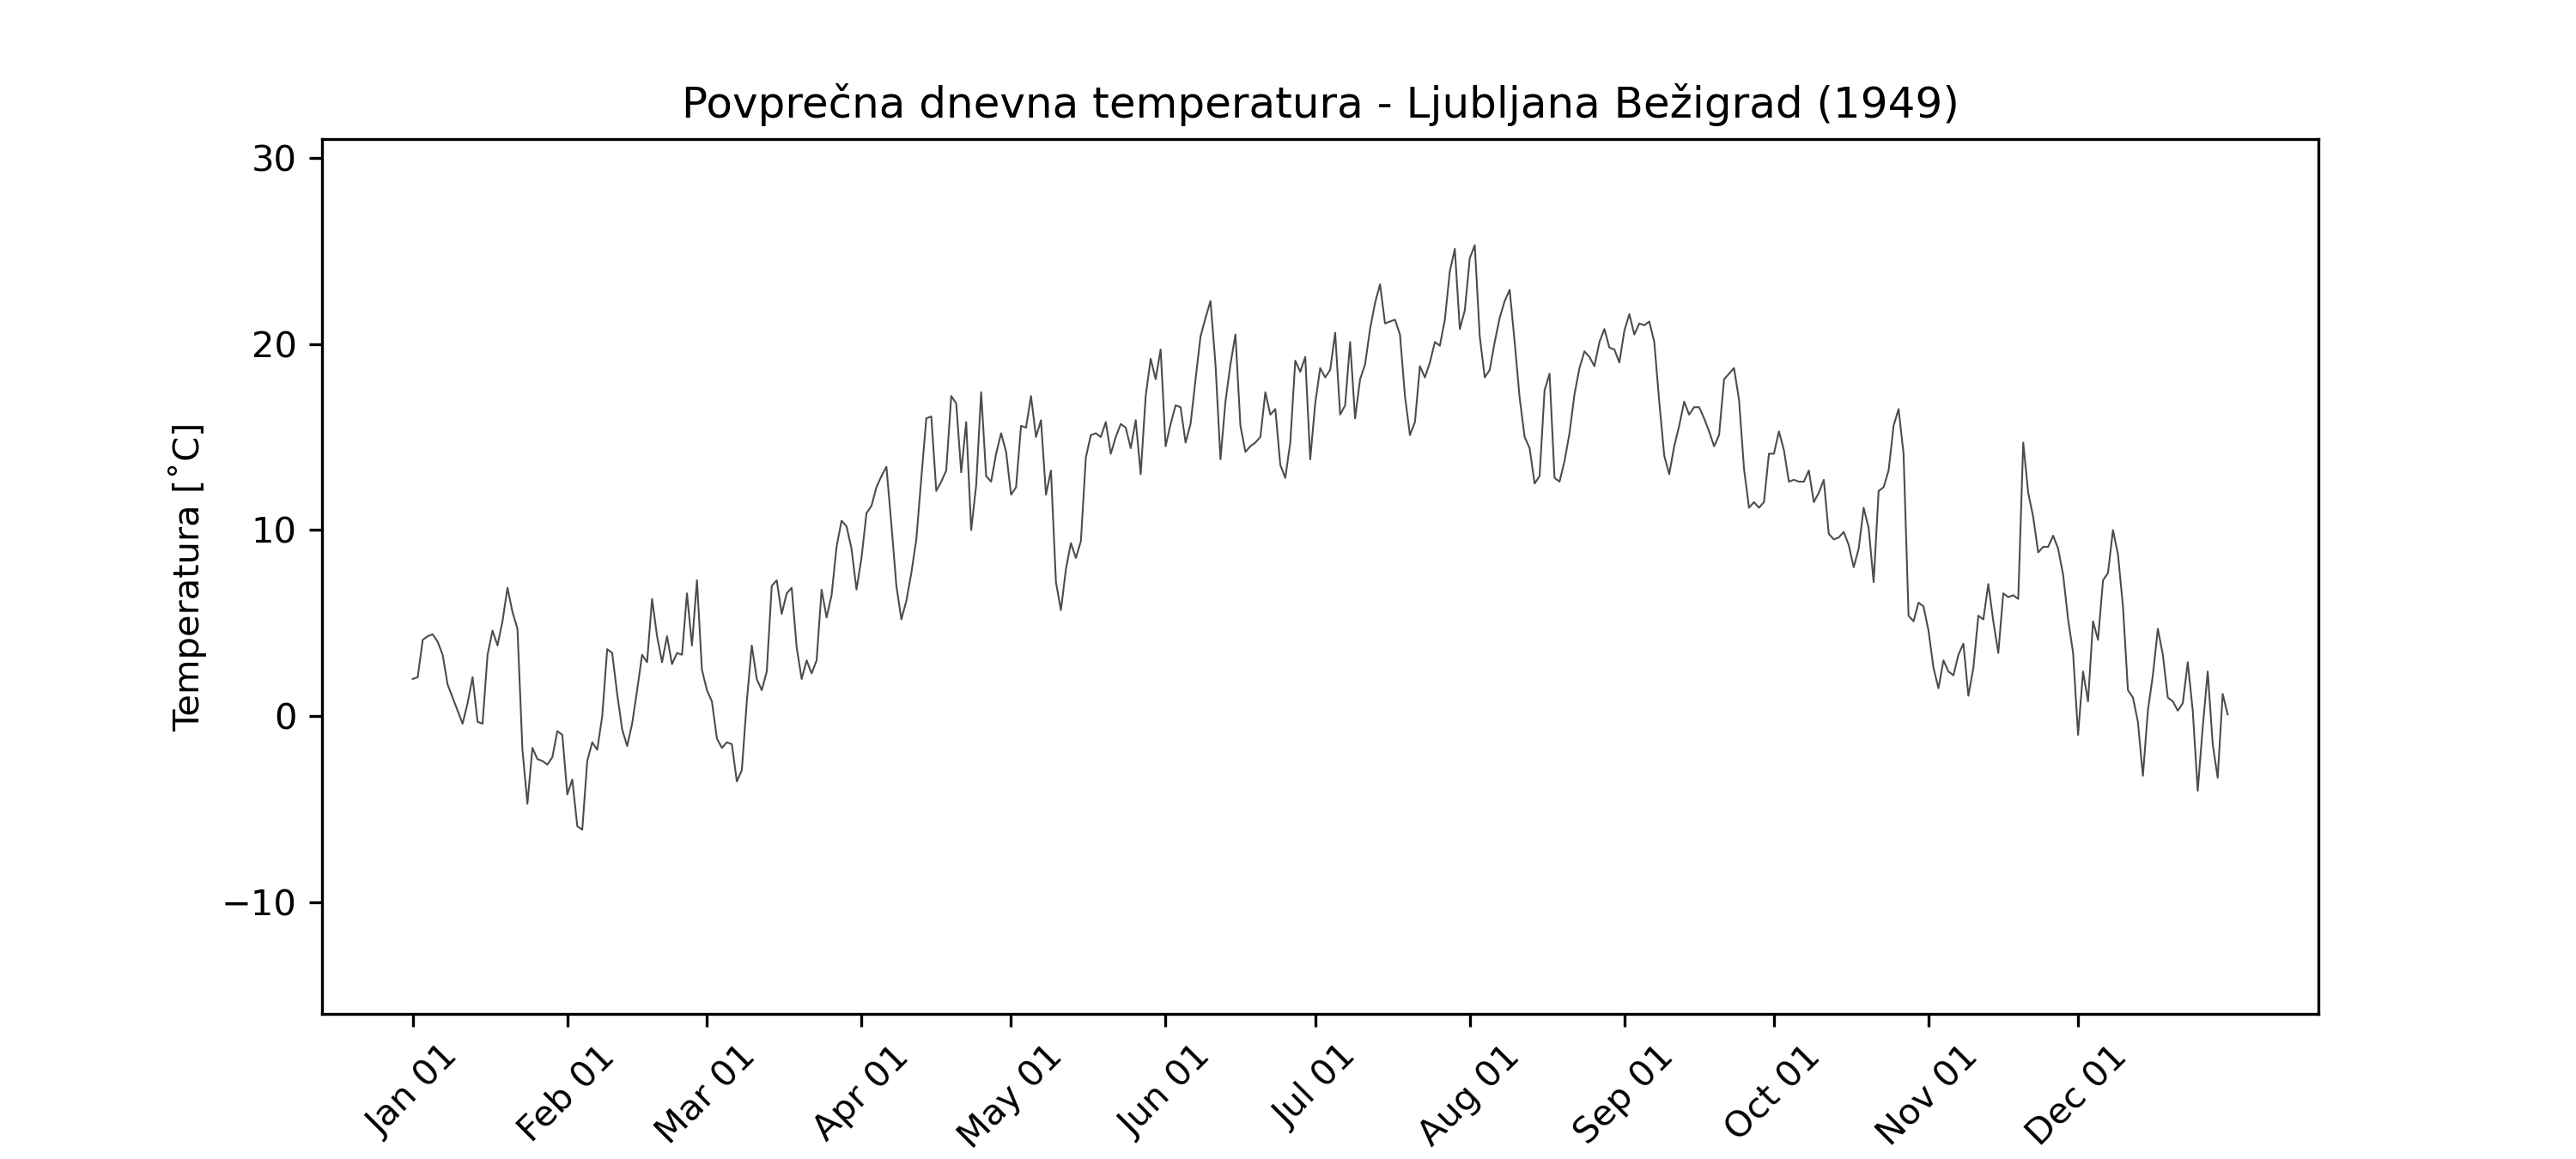 Povprečna dnevna temperatura - Ljubljana Bežigrad (1949)
Temperatura [˚C]
30
20
10
0
−10
Jan 01
Feb 01
Mar 01
Apr 01
May 01
Jun 01
Jul 01
Aug 01
Sep 01
Oct 01
Nov 01
Dec 01